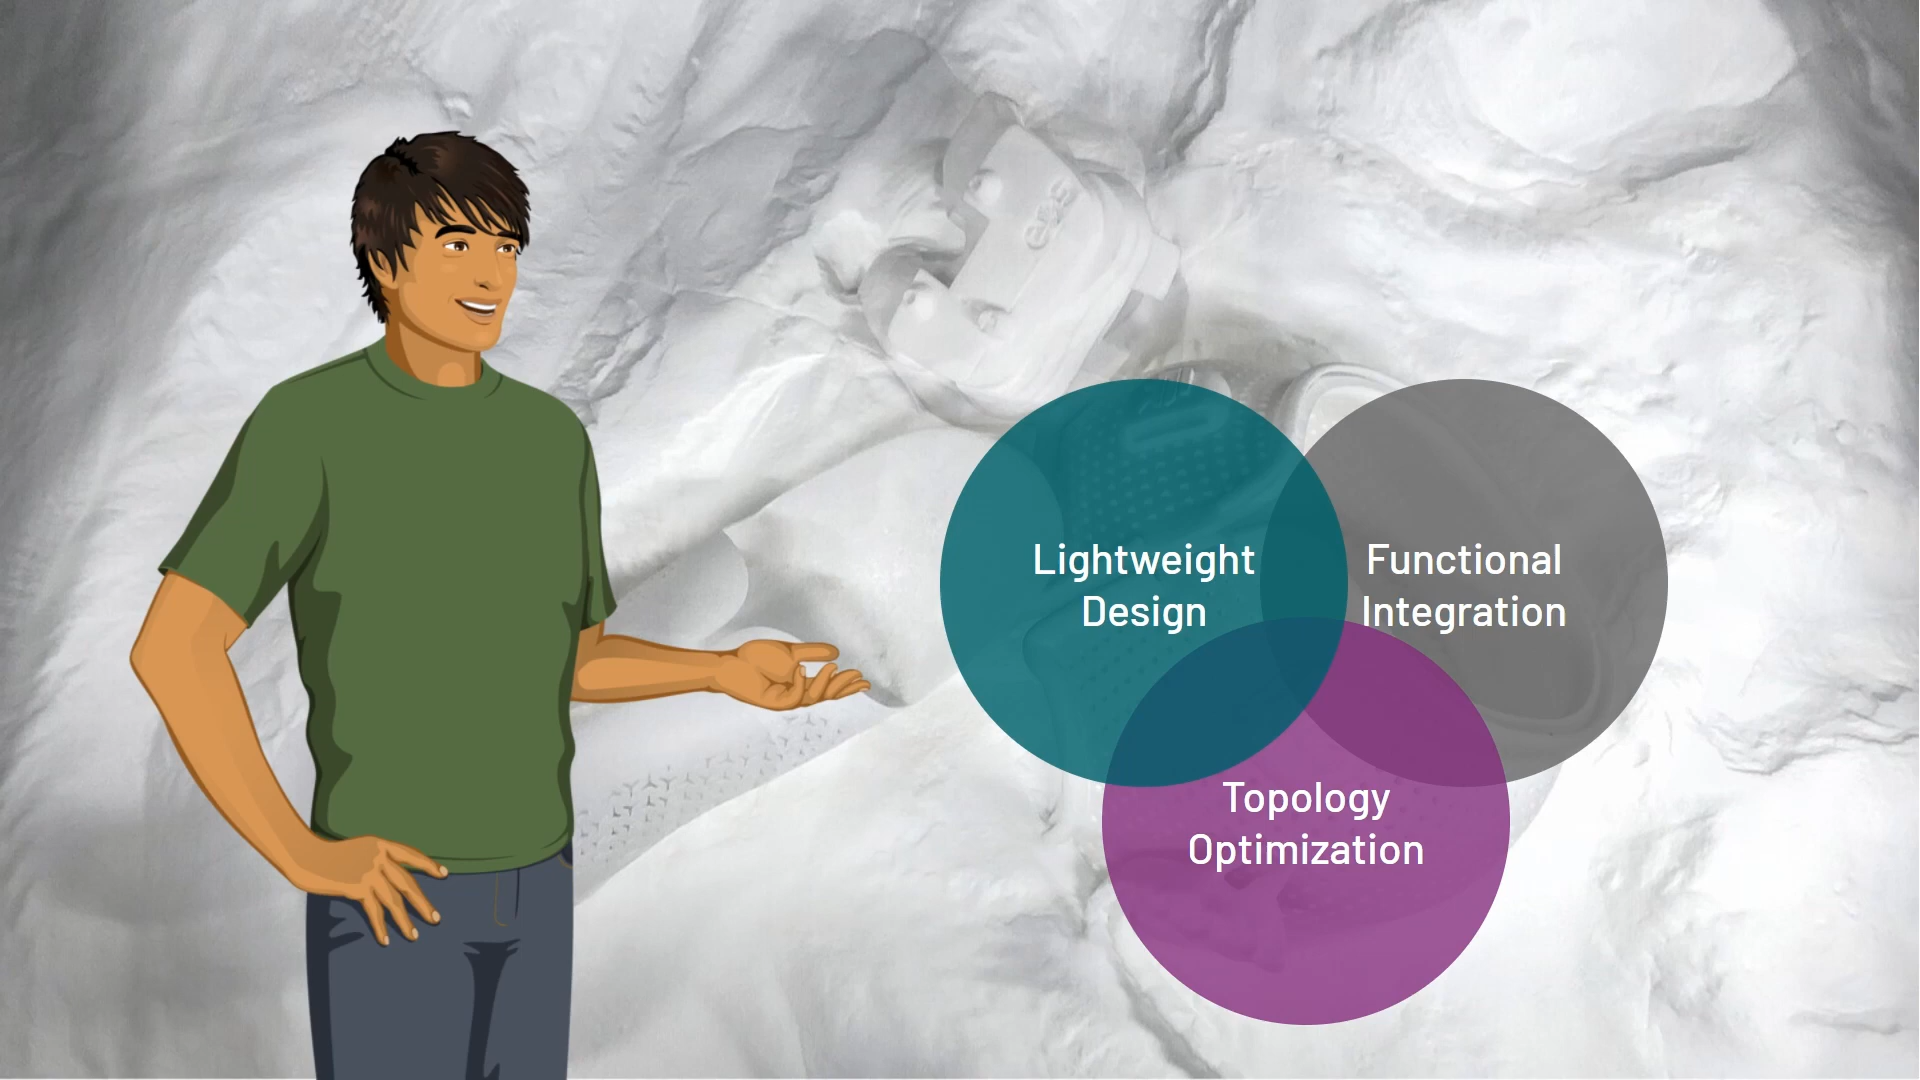 Lightweight
Design
Functional
Integration
Topology
Optimization